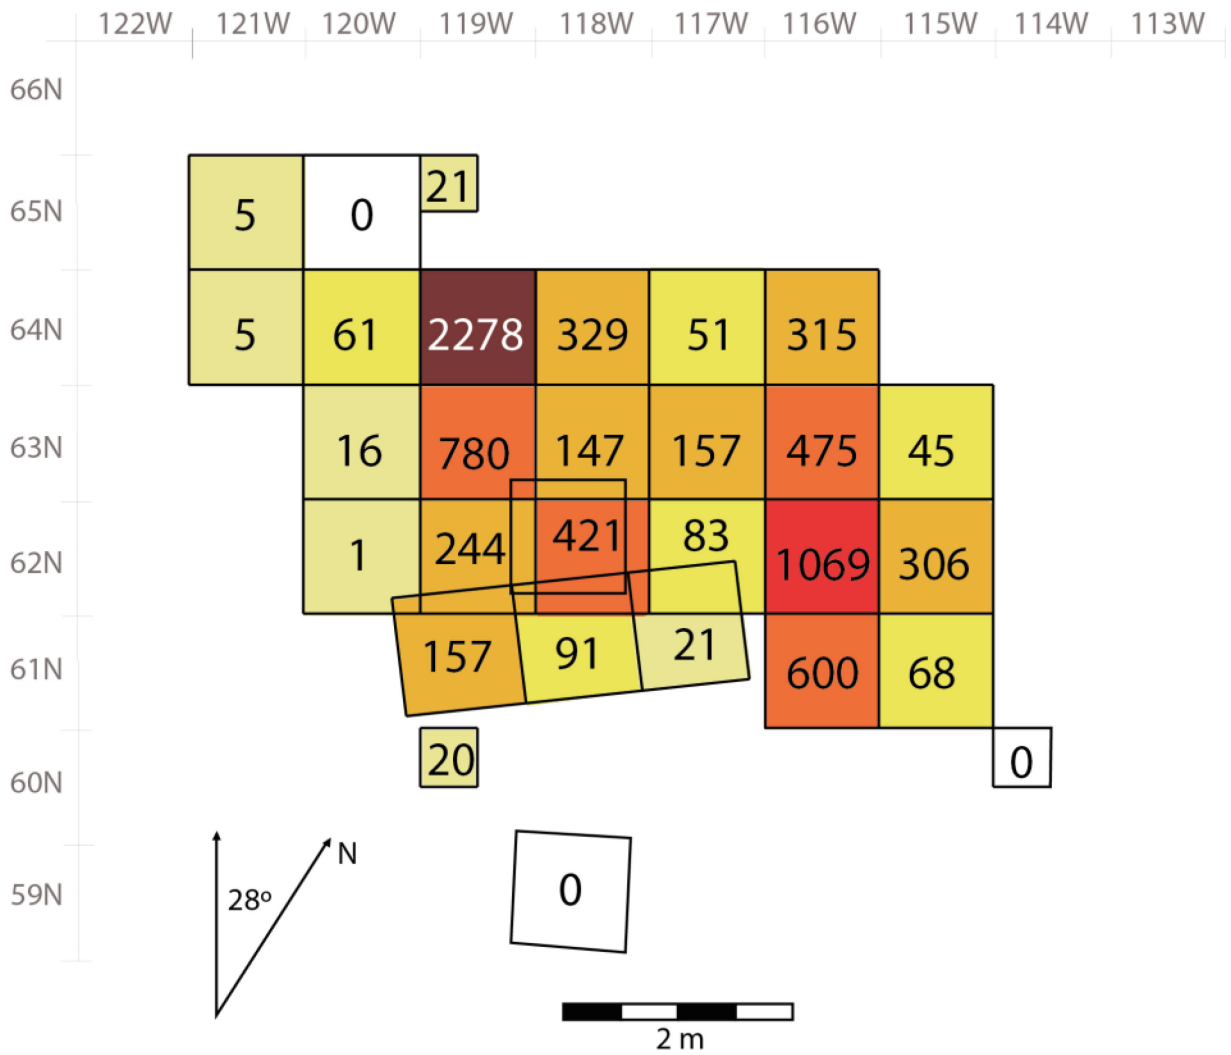 122W 121W 120W 119W 118W 117W 116W 115W 114W 113W
66N
65N 5 0 21
64N 5 61 2278 329 51 315
63N 16 780 147 157 475 45
62N 1 244 421 83 1069 306
61N 157 91 21 600 68
60N 20 0
59N 28º N 0
2 m